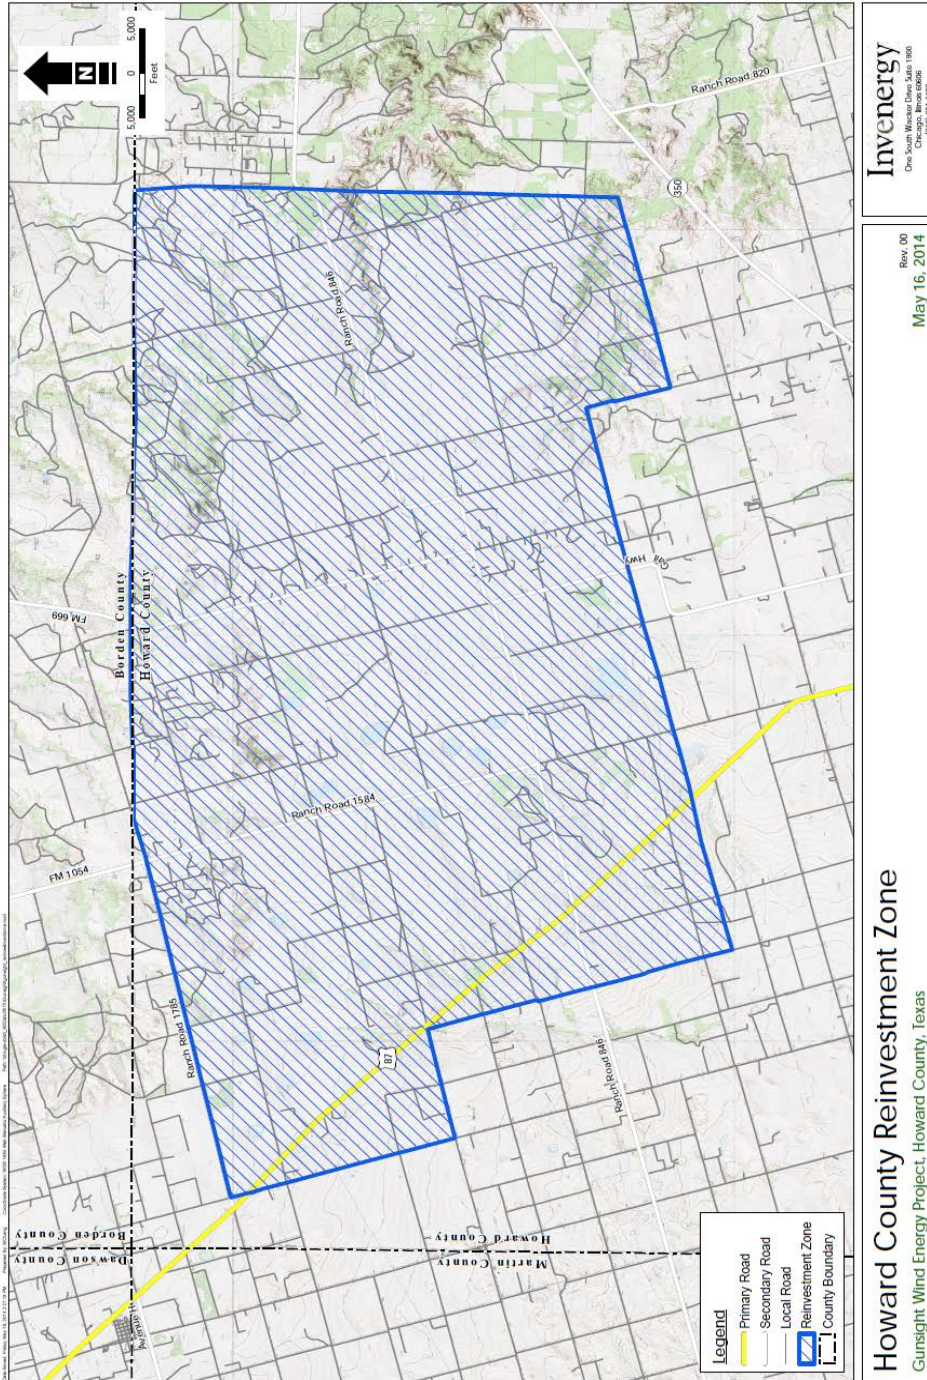 N
5,000 0 5,000
Feet
Borden County
Howard County
Dawson County
Borden County
Martin County
Howard County
FM 669
FM 1054
Ranch Road 1785
Ranch Road 1584
Ranch Road 846
Ranch Road 846
Ranch Road 820
350
87
Gail Hwy
Legend
Primary Road
Secondary Road
Local Road
Reinvestment Zone
County Boundary
Howard County Reinvestment Zone
Gunsight Wind Energy Project, Howard County, Texas
Rev. 00
May 16, 2014
Invenergy
One South Wacker Drive Suite 1900
Chicago, Illinois 60606